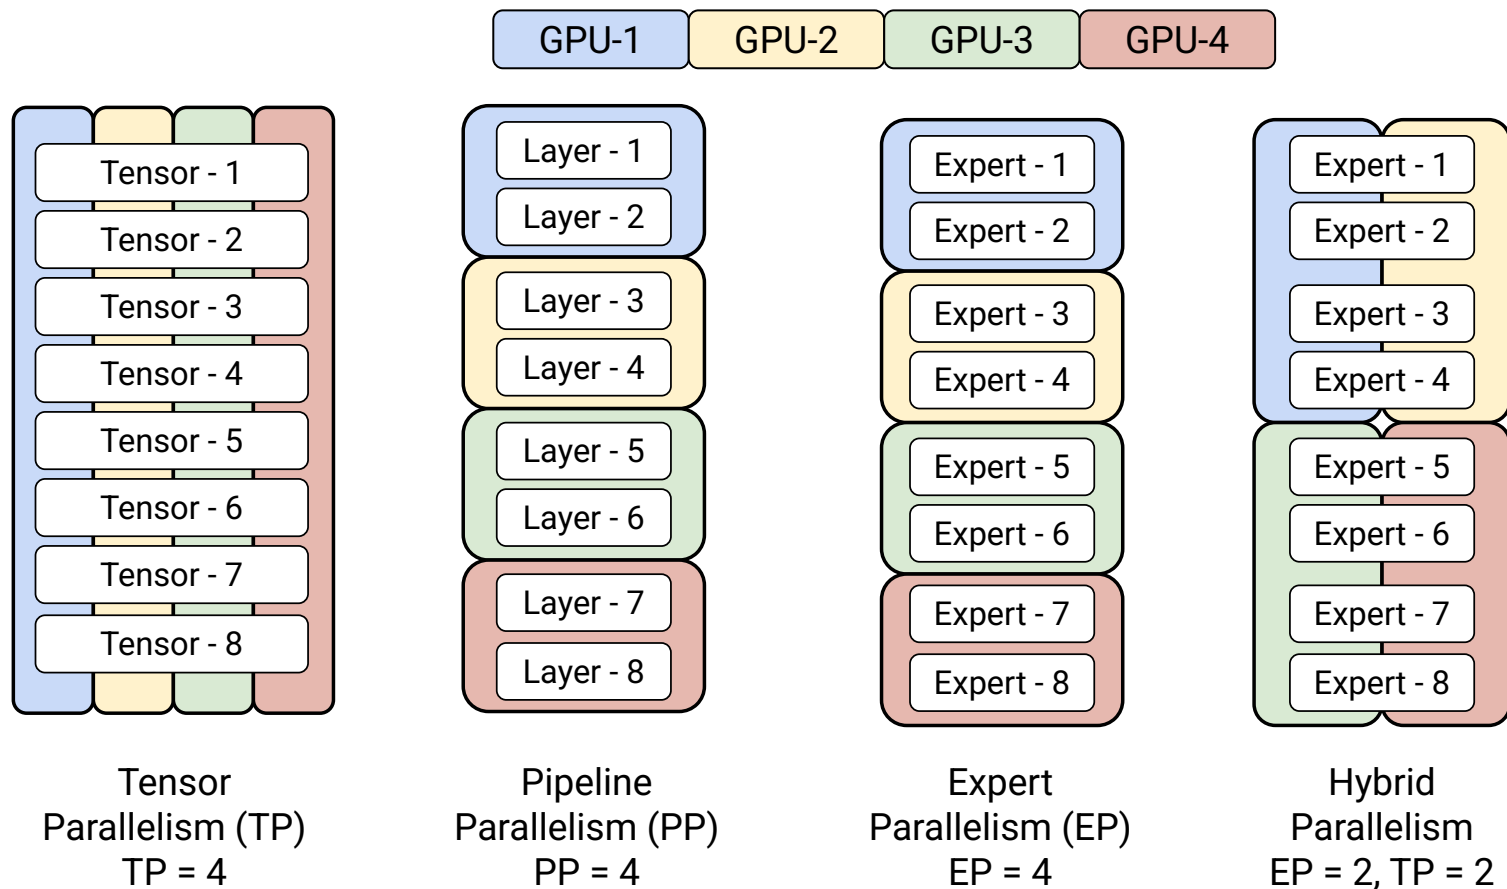 GPU-1
GPU-2
GPU-3
GPU-4
Tensor - 1
Tensor - 2
Tensor - 3
Tensor - 4
Tensor - 5
Tensor - 6
Tensor - 7
Tensor - 8
Tensor
Parallelism (TP)
TP = 4
Layer - 1
Layer - 2
Layer - 3
Layer - 4
Layer - 5
Layer - 6
Layer - 7
Layer - 8
Pipeline
Parallelism (PP)
PP = 4
Expert - 1
Expert - 2
Expert - 3
Expert - 4
Expert - 5
Expert - 6
Expert - 7
Expert - 8
Expert
Parallelism (EP)
EP = 4
Expert - 1
Expert - 2
Expert - 3
Expert - 4
Expert - 5
Expert - 6
Expert - 7
Expert - 8
Hybrid
Parallelism
EP = 2, TP = 2